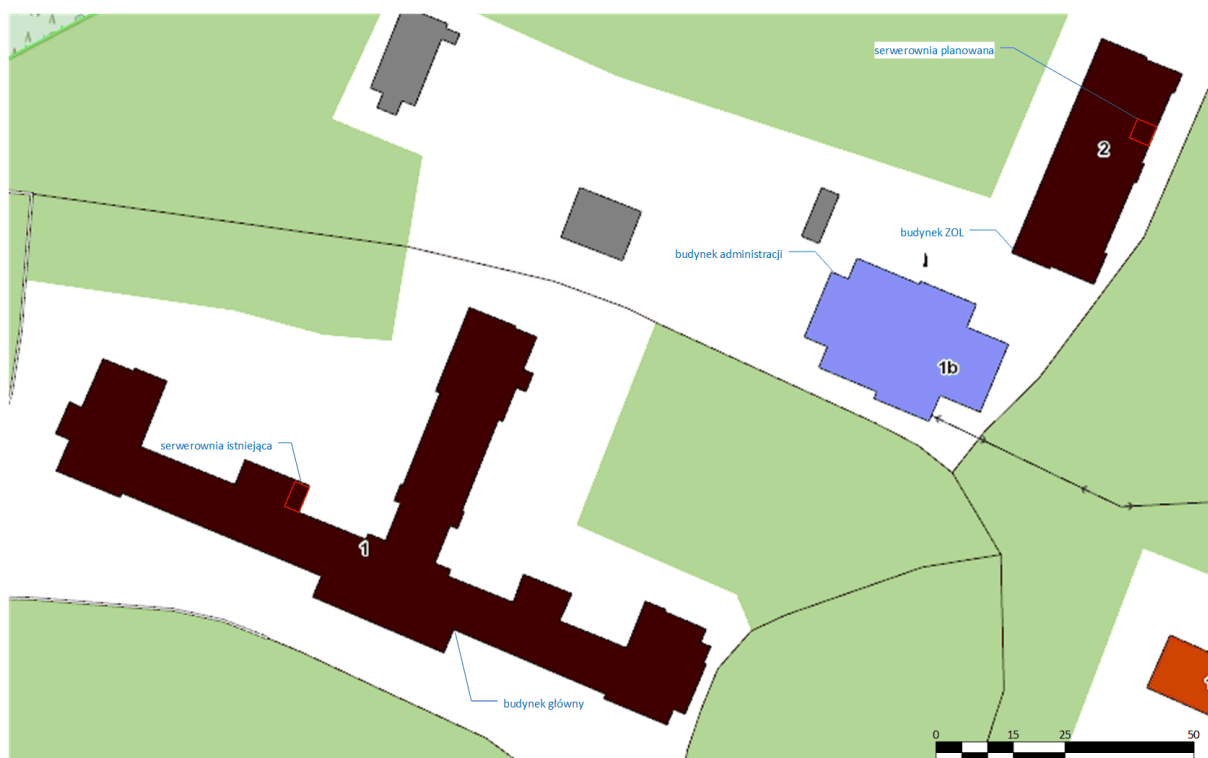 serwerownia planowana
2
budynek ZOL
budynek administracji
1b
serwerownia istniejąca
1
budynek główny
0 15 25 50